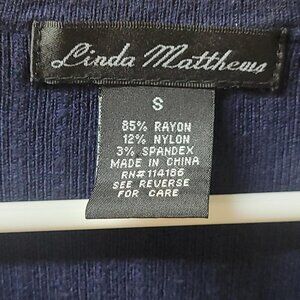 Linda Matthews
S
85% RAYON
12% NYLON
3% SPANDEX
MADE IN CHINA
RN#114186
SEE REVERSE
FOR CARE